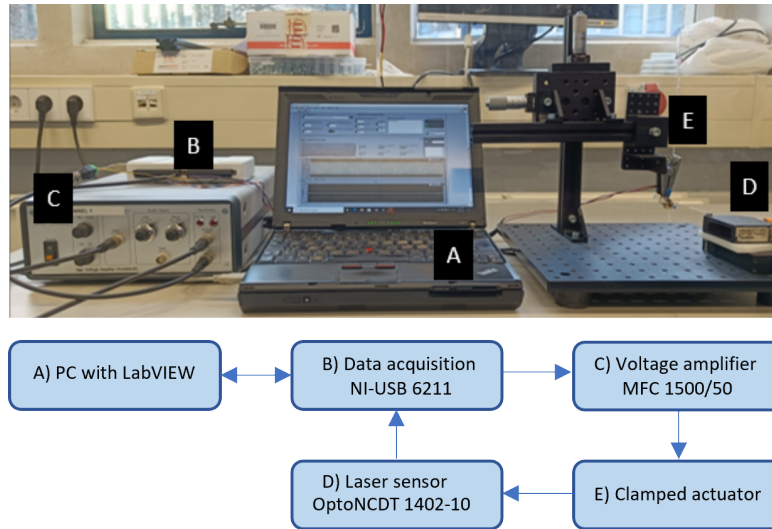 B
C
E
D
A
A) PC with LabVIEW
B) Data acquisition
NI-USB 6211
C) Voltage amplifier
MFC 1500/50
D) Laser sensor
OptoNCDT 1402-10
E) Clamped actuator